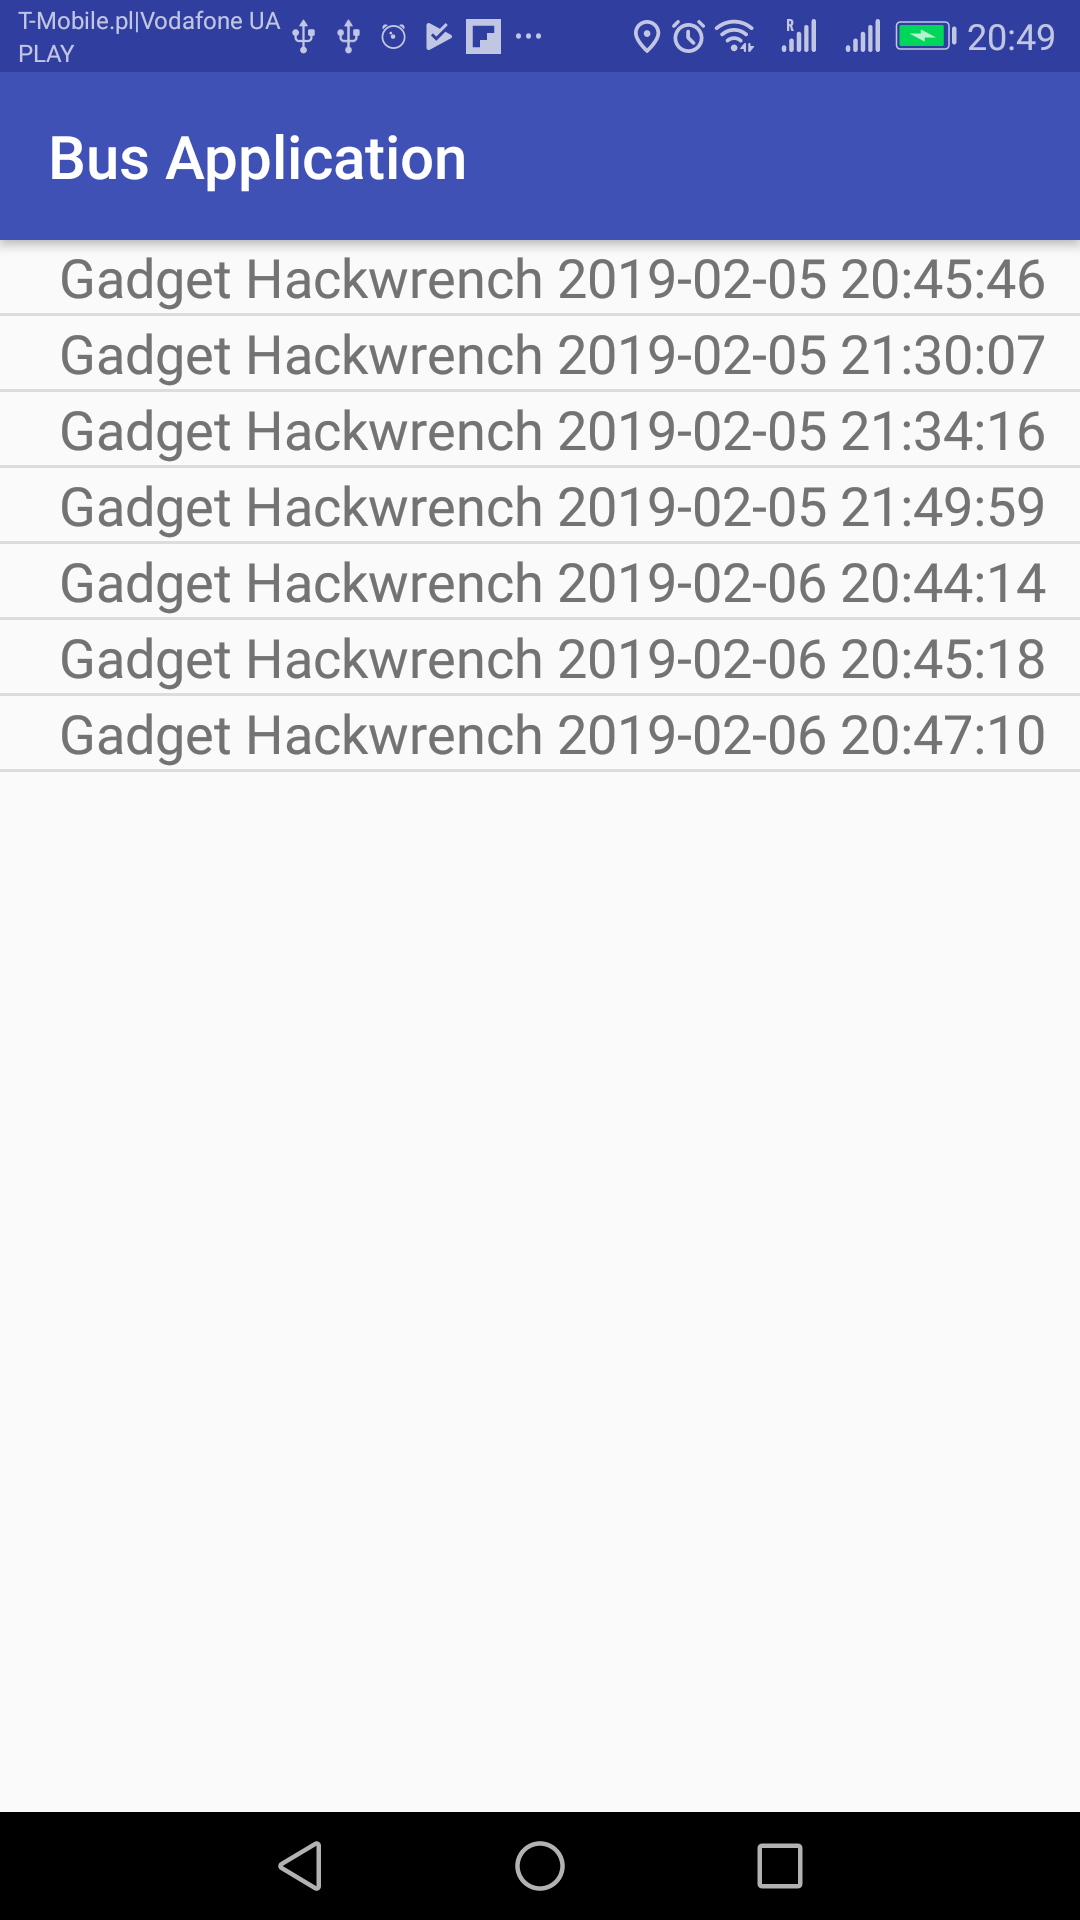 T-Mobile.pl|Vodafone UA
PLAY
R
20:49
Bus Application
Gadget Hackwrench 2019-02-05 20:45:46
Gadget Hackwrench 2019-02-05 21:30:07
Gadget Hackwrench 2019-02-05 21:34:16
Gadget Hackwrench 2019-02-05 21:49:59
Gadget Hackwrench 2019-02-06 20:44:14
Gadget Hackwrench 2019-02-06 20:45:18
Gadget Hackwrench 2019-02-06 20:47:10